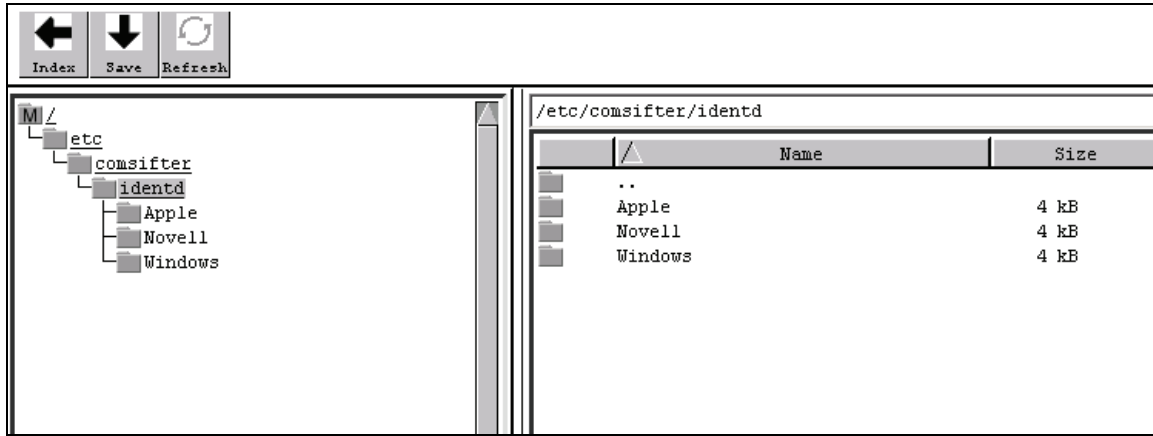 Index Save Refresh
M /
etc
comsifter
identd
Apple
Novell
Windows
/etc/comsifter/identd
Name Size
..
Apple 4 kB
Novell 4 kB
Windows 4 kB